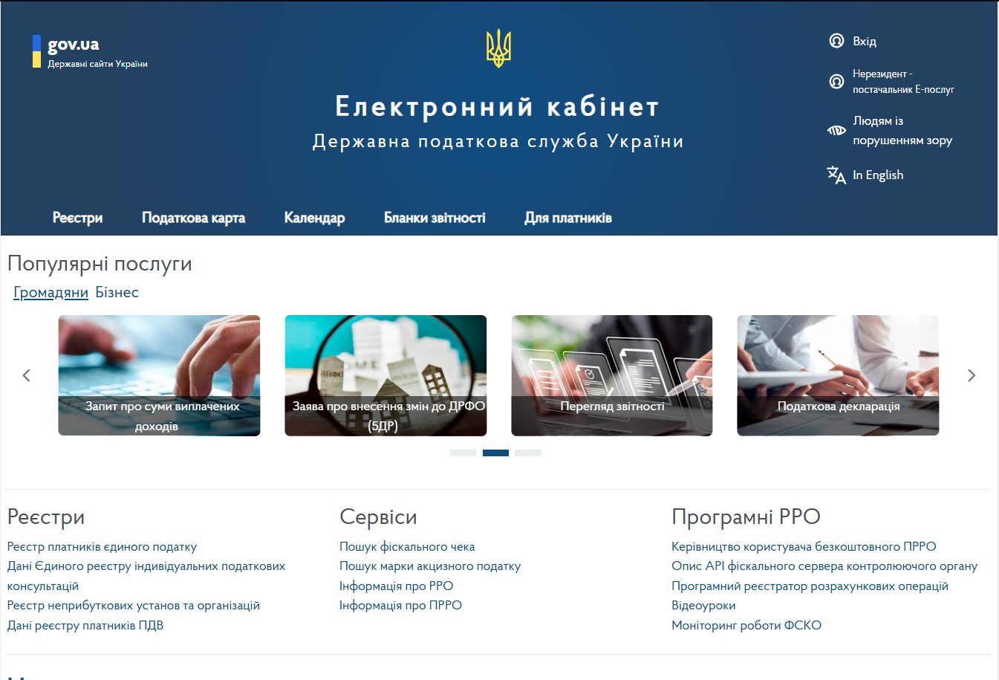 gov.ua
Державні сайти України
Електронний кабінет
Державна податкова служба України
Вхід
Нерезидент -
постачальник Е-послуг
Людям із
порушенням зору
In English
Реєстри Податкова карта Календар Бланки звітності Для платників
Популярні послуги
Громадяни Бізнес
Запит про суми виплачених
доходів
Заява про внесення змін до ДРФО
(5ДР)
Перегляд звітності
Податкова декларація
Реєстри
Реєстр платників єдиного податку
Дані Єдиного реєстру індивідуальних податкових
консультацій
Реєстр неприбуткових установ та організацій
Дані реєстру платників ПДВ
Сервіси
Пошук фіскального чека
Пошук марки акцизного податку
Інформація про РРО
Інформація про ПРРО
Програмні РРО
Керівництво користувача безкоштовного ПРРО
Опис API фіскального сервера контролюючого органу
Програмний реєстратор розрахункових операцій
Відеоуроки
Моніторинг роботи ФСКО